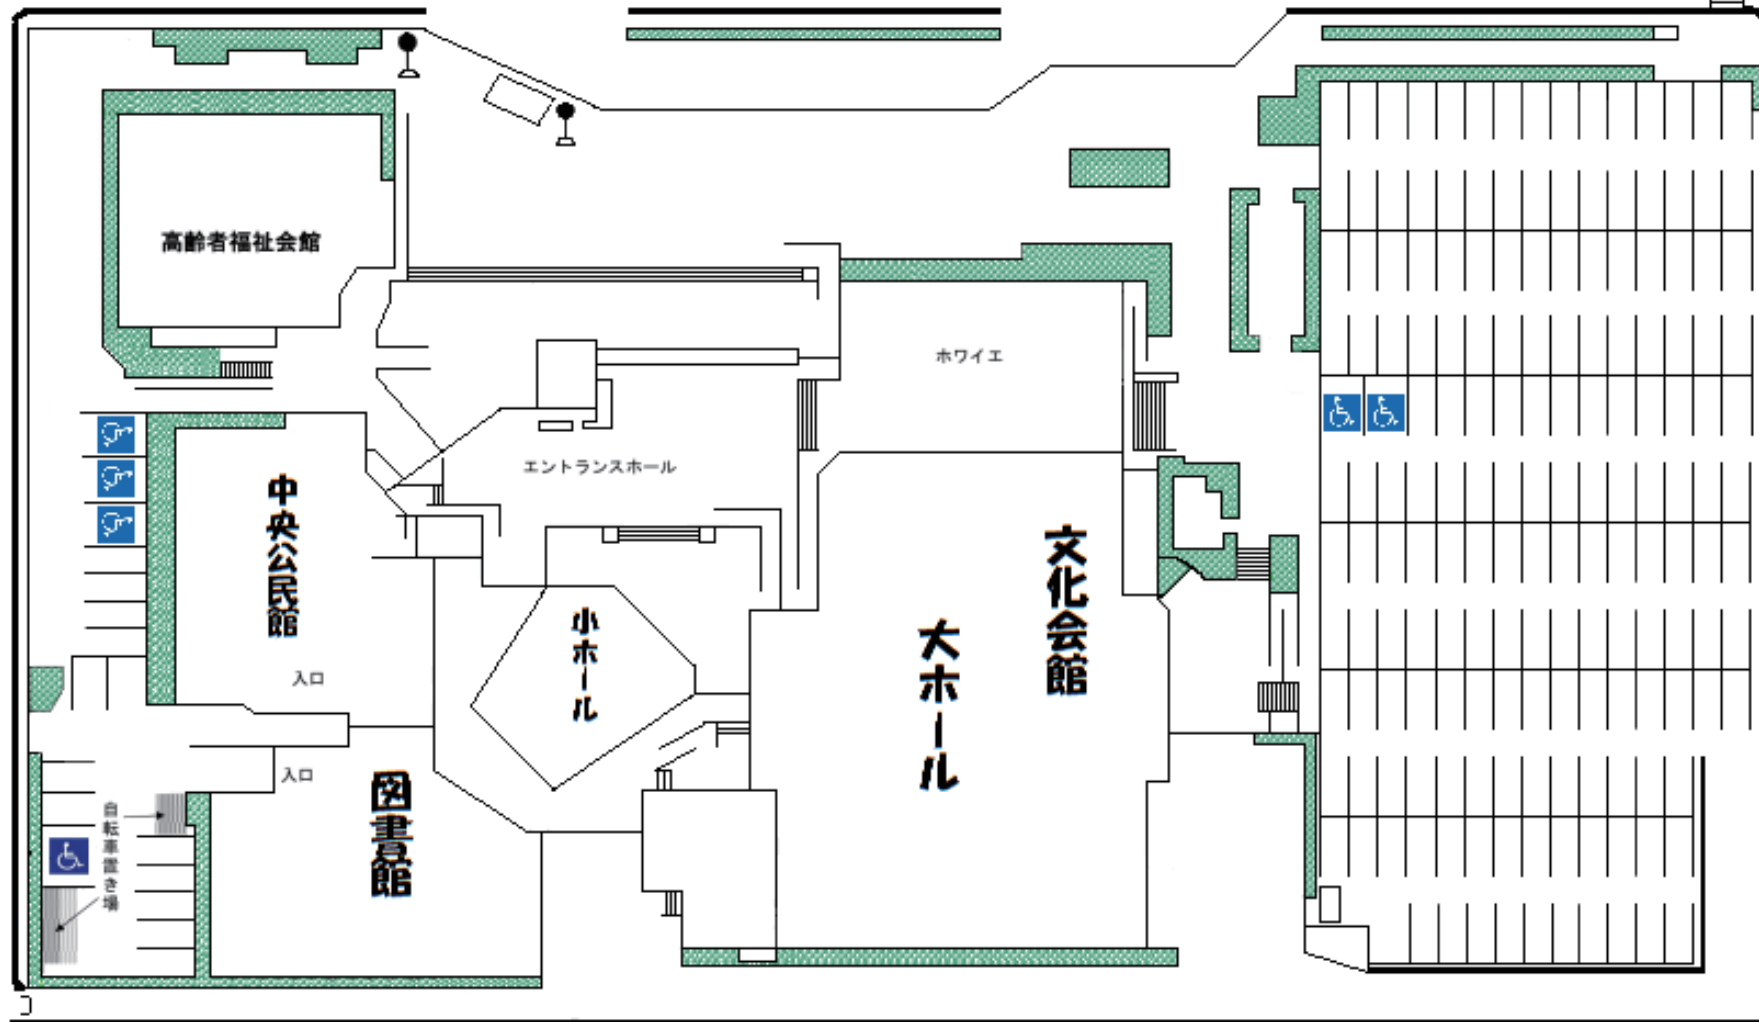 高齢者福祉会館
ホワイエ
エントランスホール
中央公民館
文化会館
大ホール
小ホール
入口
入口
図書館
自転車置き場